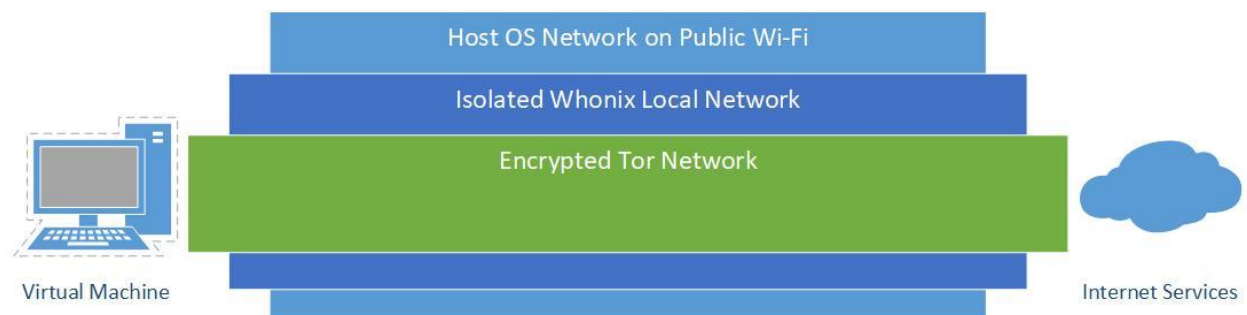 Host OS Network on Public Wi-Fi
Isolated Whonix Local Network
Encrypted Tor Network
Virtual Machine
Internet Services